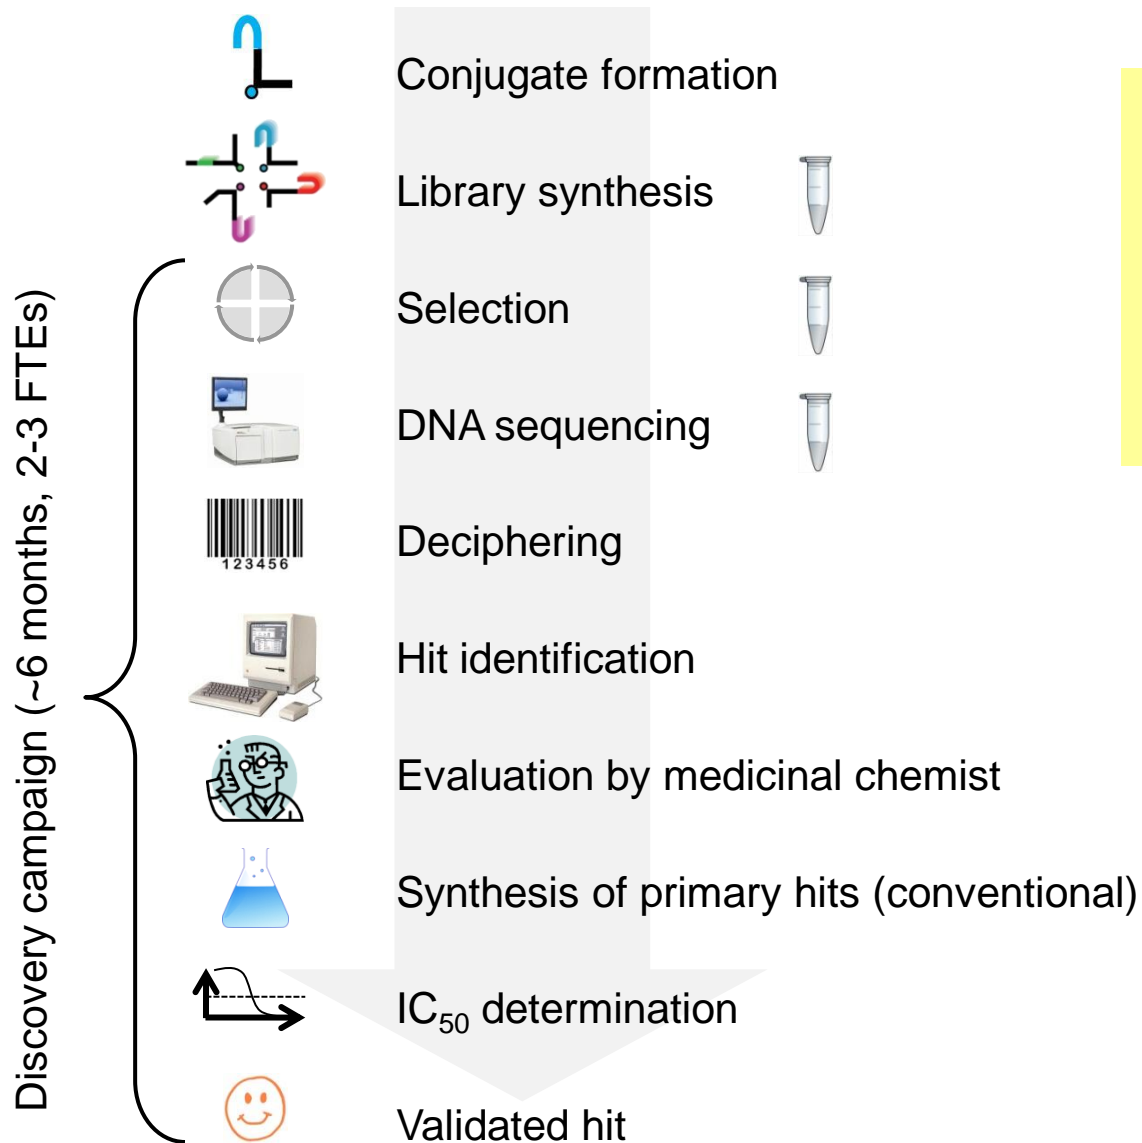 Conjugate formation
Library synthesis
Discovery campaign (~6 months, 2-3 FTEs)
Selection
DNA sequencing
Deciphering
123456
Hit identification
Evaluation by medicinal chemist
Synthesis of primary hits (conventional)
IC50 determination
Validated hit